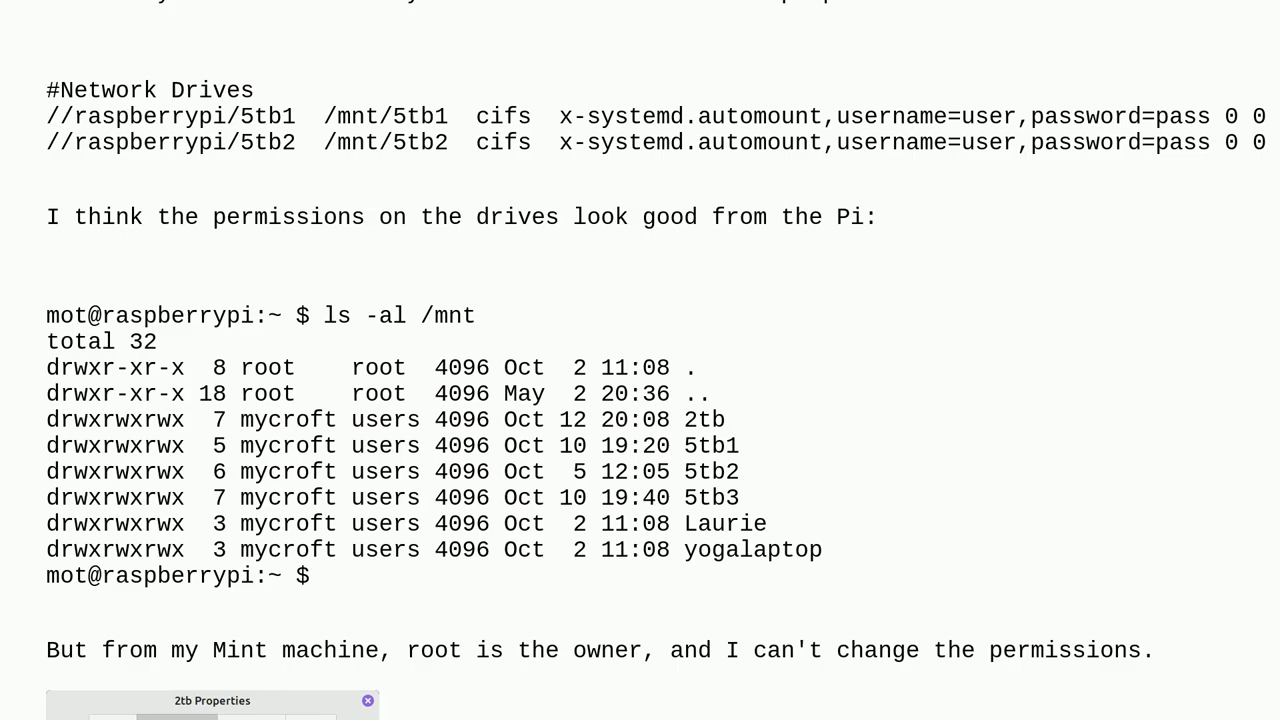 #Network Drives
//raspberrypi/5tb1  /mnt/5tb1  cifs  x-systemd.automount,username=user,password=pass 0 0
//raspberrypi/5tb2  /mnt/5tb2  cifs  x-systemd.automount,username=user,password=pass 0 0
I think the permissions on the drives look good from the Pi:
mot@raspberrypi:~ $ ls -al /mnt
total 32
drwxr-xr-x  8 root    root  4096 Oct  2 11:08 .
drwxr-xr-x 18 root    root  4096 May  2 20:36 ..
drwxrwxrwx  7 mycroft users 4096 Oct 12 20:08 2tb
drwxrwxrwx  5 mycroft users 4096 Oct 10 19:20 5tb1
drwxrwxrwx  6 mycroft users 4096 Oct  5 12:05 5tb2
drwxrwxrwx  7 mycroft users 4096 Oct 10 19:40 5tb3
drwxrwxrwx  3 mycroft users 4096 Oct  2 11:08 Laurie
drwxrwxrwx  3 mycroft users 4096 Oct  2 11:08 yogalaptop
mot@raspberrypi:~ $
But from my Mint machine, root is the owner, and I can't change the permissions.
2tb Properties